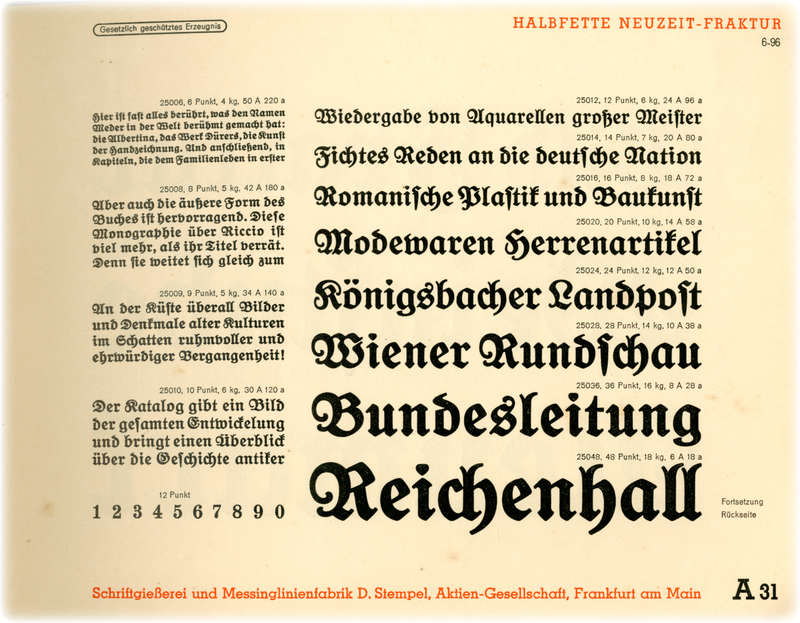 Gesetzlich geschütztes Erzeugnis
HALBFETTE NEUZEIT-FRAKTUR
6-96
25006, 6 Punkt, 4 kg, 50 A 220 a
Hier ist fast alles berührt, was den Namen
Meder in der Welt berühmt gemacht hat:
die Albertina, das Werk Dürers, die Kunst
der Handzeichnung. Und anschließend, in
Kapiteln, die dem Familienleben in erster
25008, 8 Punkt, 5 kg, 42 A 180 a
Aber auch die äußere Form des
Buches ist hervorragend. Diese
Monographie über Riccio ist
viel mehr, als ihr Titel verrät.
Denn sie weitet sich gleich zum
25009, 9 Punkt, 5 kg, 34 A 140 a
An der Küste überall Bilder
und Denkmale alter Kulturen
im Schatten ruhmvoller und
ehrwürdiger Vergangenheit!
25010, 10 Punkt, 6 kg, 30 A 120 a
Der Katalog gibt ein Bild
der gesamten Entwickelung
und bringt einen Überblick
über die Geschichte antiker
12 Punkt
1 2 3 4 5 6 7 8 9 0
25012, 12 Punkt, 6 kg, 24 A 96 a
Wiedergabe von Aquarellen großer Meister
25014, 14 Punkt, 7 kg, 20 A 80 a
Fichtes Reden an die deutsche Nation
25016, 16 Punkt, 8 kg, 18 A 72 a
Romanische Plastik und Baukunst
25020, 20 Punkt, 10 kg, 14 A 58 a
Modewaren Herrenartikel
25024, 24 Punkt, 12 kg, 12 A 50 a
Königsbacher Landpost
25028, 28 Punkt, 14 kg, 10 A 38 a
Wiener Rundschau
25036, 36 Punkt, 16 kg, 8 A 28 a
Bundesleitung
25048, 48 Punkt, 18 kg, 6 A 18 a
Reichenhall
Fortsetzung
Rückseite
Schriftgießerei und Messinglinienfabrik D. Stempel, Aktien-Gesellschaft, Frankfurt am Main
A 31